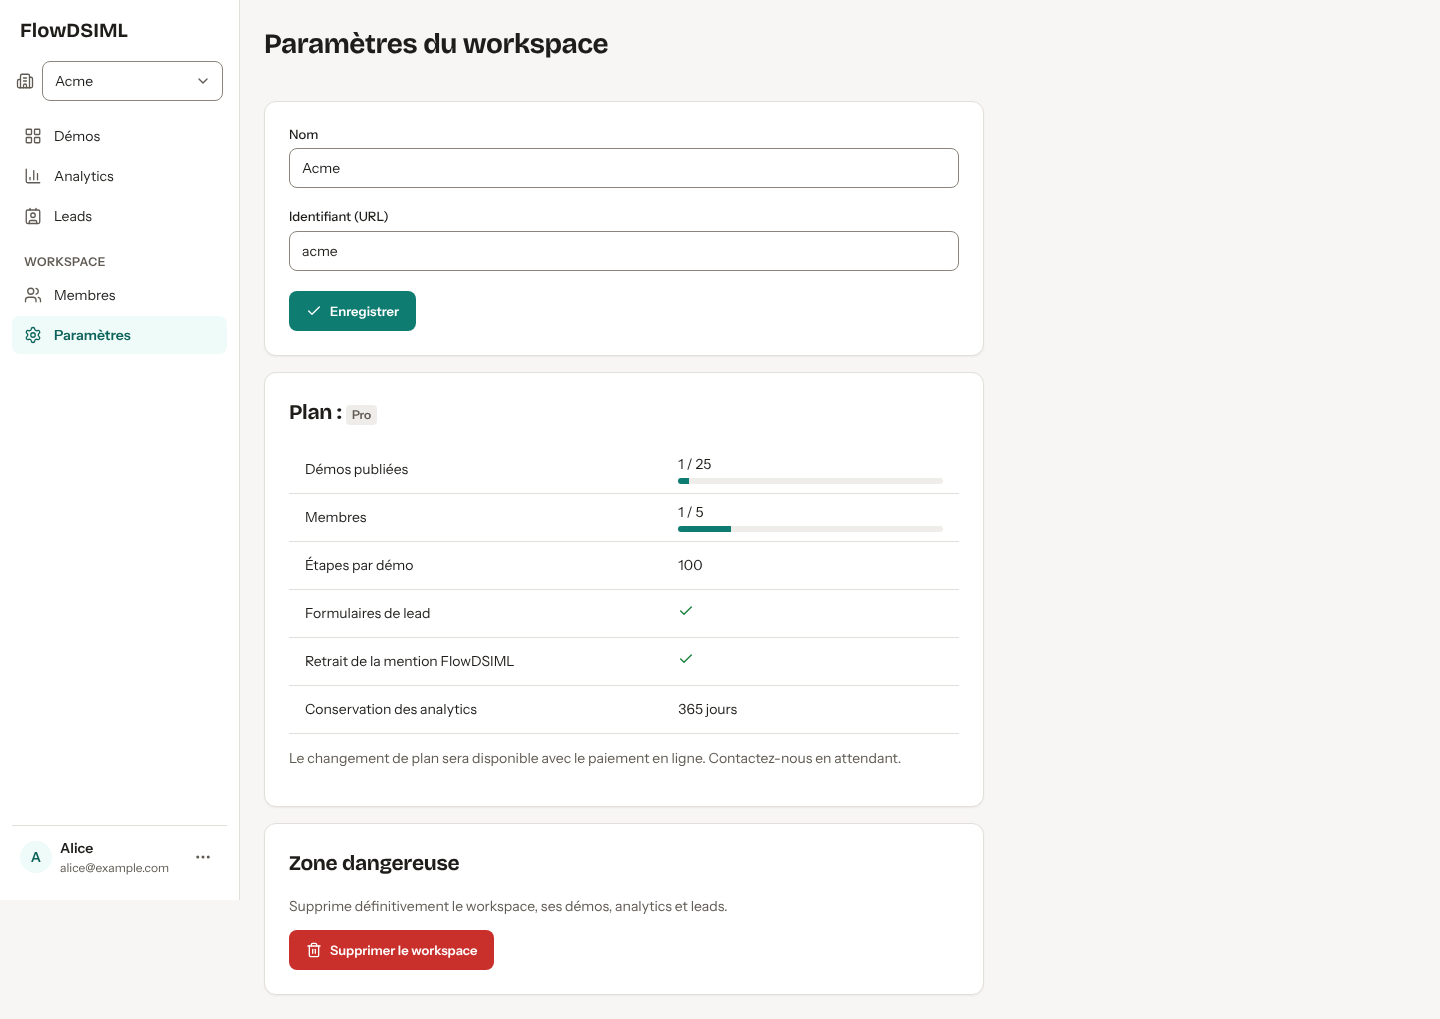 FlowDSIML
Acme
Démos
Analytics
Leads
WORKSPACE
Membres
Paramètres
A
Alice
alice@example.com
Paramètres du workspace
Nom
Acme
Identifiant (URL)
acme
Enregistrer
Plan : Pro
Démos publiées
1 / 25
Membres
1 / 5
Étapes par démo
100
Formulaires de lead
Retrait de la mention FlowDSIML
Conservation des analytics
365 jours
Le changement de plan sera disponible avec le paiement en ligne. Contactez-nous en attendant.
Zone dangereuse
Supprime définitivement le workspace, ses démos, analytics et leads.
Supprimer le workspace